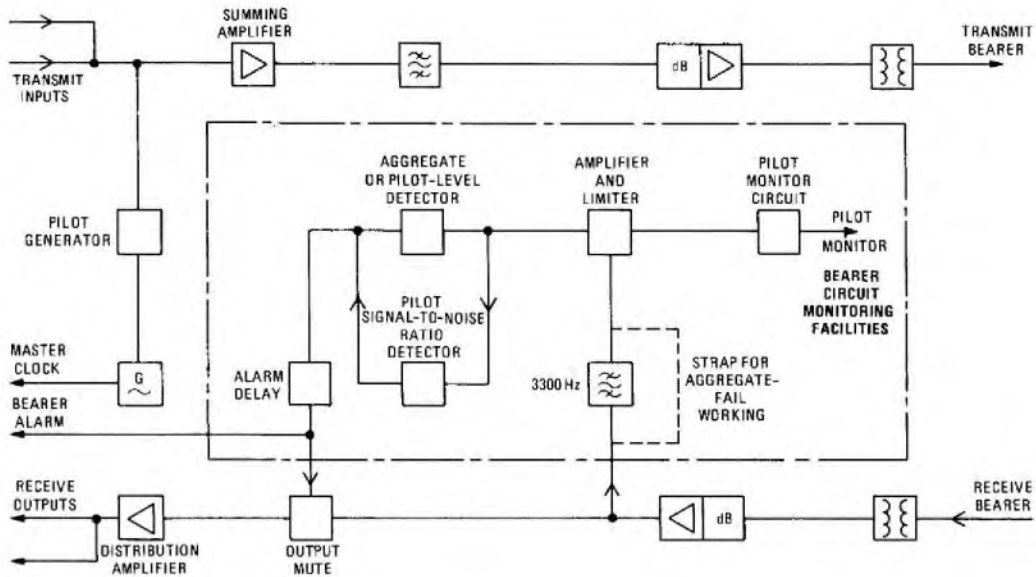 SUMMING
AMPLIFIER
TRANSMIT
INPUTS
dB
TRANSMIT
BEARER
AGGREGATE
OR PILOT-LEVEL
DETECTOR
AMPLIFIER
AND
LIMITER
PILOT
MONITOR
CIRCUIT
PILOT
GENERATOR
PILOT
MONITOR
BEARER
CIRCUIT
MONITORING
FACILITIES
PILOT
SIGNAL-TO-NOISE
RATIO
DETECTOR
MASTER
CLOCK
G
ALARM
DELAY
3300 Hz
STRAP FOR
AGGREGATE-
FAIL
WORKING
BEARER
ALARM
RECEIVE
OUTPUTS
DISTRIBUTION
AMPLIFIER
OUTPUT
MUTE
dB
RECEIVE
BEARER